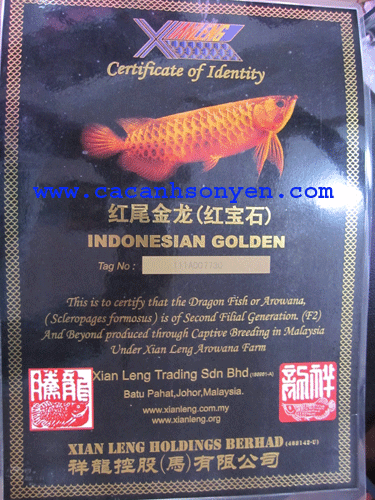 XIANLENG
Certificate of Identity
www.cacanhsonyen.com
红尾金龙(红宝石)
INDONESIAN GOLDEN
Tag No :
This is to certify that the Dragon Fish or Arowana,
( Scleropages formosus ) is of Second Filial Generation. (F2)
And Beyond produced through Captive Breeding in Malaysia
Under Xian Leng Arowana Farm
Xian Leng Trading Sdn Bhd
Batu Pahat,Johor,Malaysia.
www.xianleng.com.my
www.xianleng.org
騰龍
XIAN LENG HOLDINGS BERHAD
祥龍控股(馬)有限公司